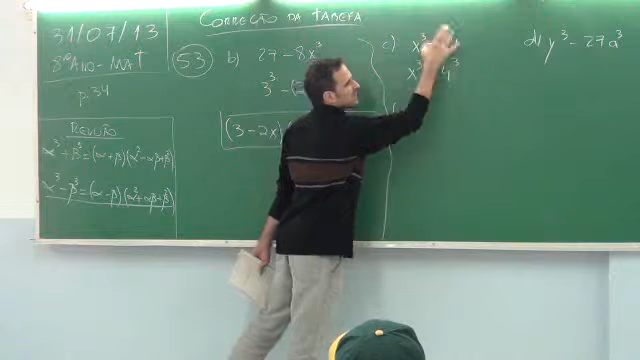 31/07/13
8º ANO - MAT
p.34
REVISÃO
α³ + β³ = (α+β)(α² - αβ + β²)
α³ - β³ = (α-β)(α² + αβ + β²)
CORREÇÃO DA TAREFA
53
b) 27 - 8x³
3³ - (
(3 - 2x)
c) x³
x³ 4³
d) y³ - 27a³